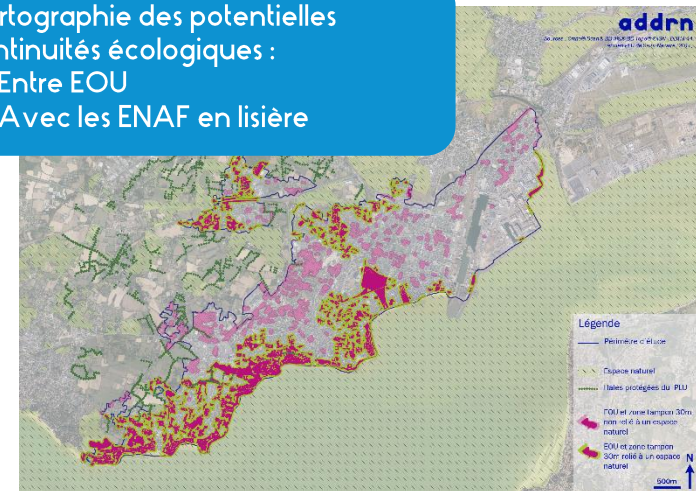 rtographie des potentielles
ntinuités écologiques :
Entre EOU
Avec les ENAF en lisière
addrn
Légende
Périmètre d'étude
Espace naturel
Haies protégées du PLU
EOU et zone tampon 30m
non relié à un espace
naturel
EOU et zone tampon
30m relié à un espace
naturel
N
500m